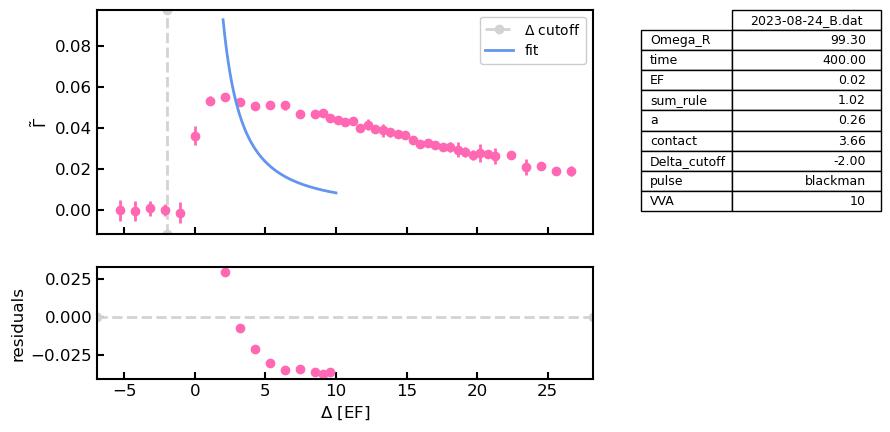 0.08
0.06
0.04
0.02
0.00
Γ̃
Δ cutoff
fit
0.025
0.000
−0.025
residuals
−5 0 5 10 15 20 25
Δ [EF]
2023-08-24_B.dat
Omega_R 99.30
time 400.00
EF 0.02
sum_rule 1.02
a 0.26
contact 3.66
Delta_cutoff -2.00
pulse blackman
VVA 10